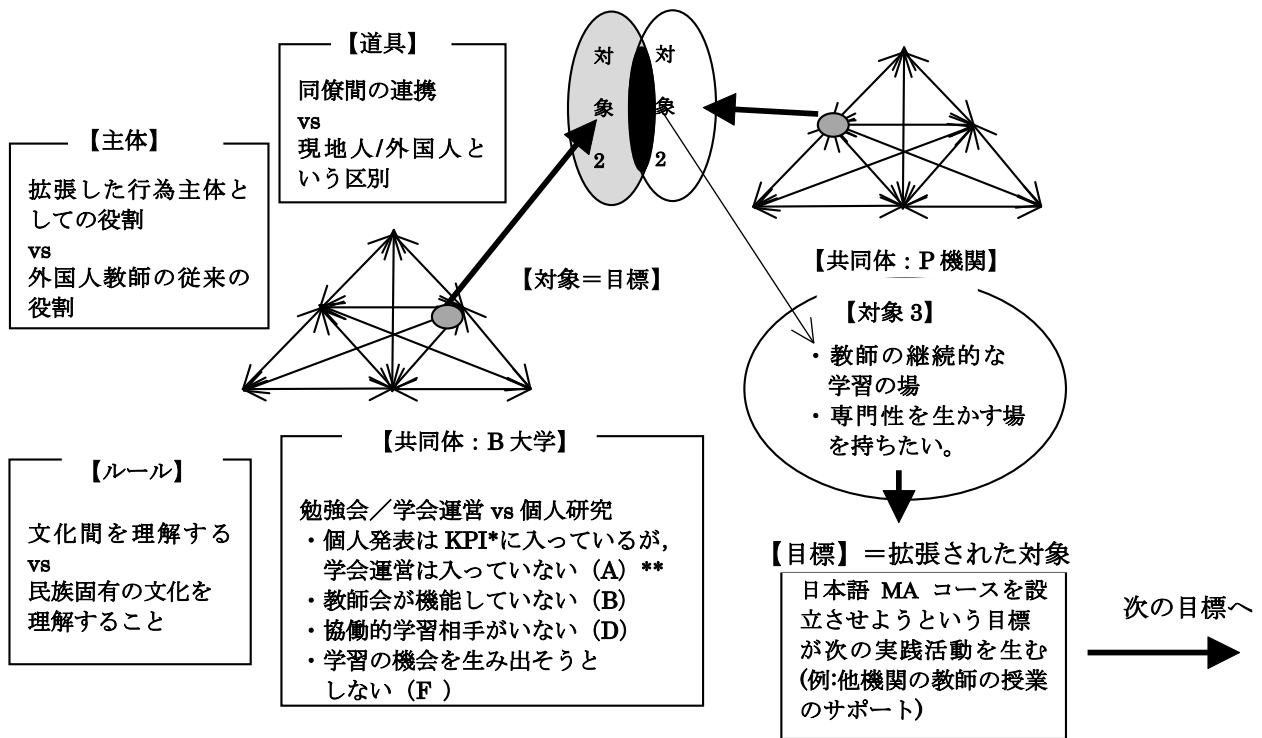 【道具】
同僚間の連携
vs
現地人/外国人と
いう区別
【主体】
拡張した行為主体と
しての役割
vs
外国人教師の従来の
役割
対
象
2
対
象
2
【対象＝目標】
【共同体：P 機関】
【対象 3】
・教師の継続的な
学習の場
・専門性を生かす場
を持ちたい。
【ルール】
文化間を理解する
vs
民族固有の文化を
理解すること
【共同体：B 大学】
勉強会／学会運営 vs 個人研究
・個人発表は KPI*に入っているが,
学会運営は入っていない（A）**
・教師会が機能していない（B）
・協働的学習相手がいない（D）
・学習の機会を生み出そうと
しない（F ）
【目標】＝拡張された対象
日本語 MA コースを設
立させようという目標
が次の実践活動を生む
(例:他機関の教師の授業
のサポート)
次の目標へ